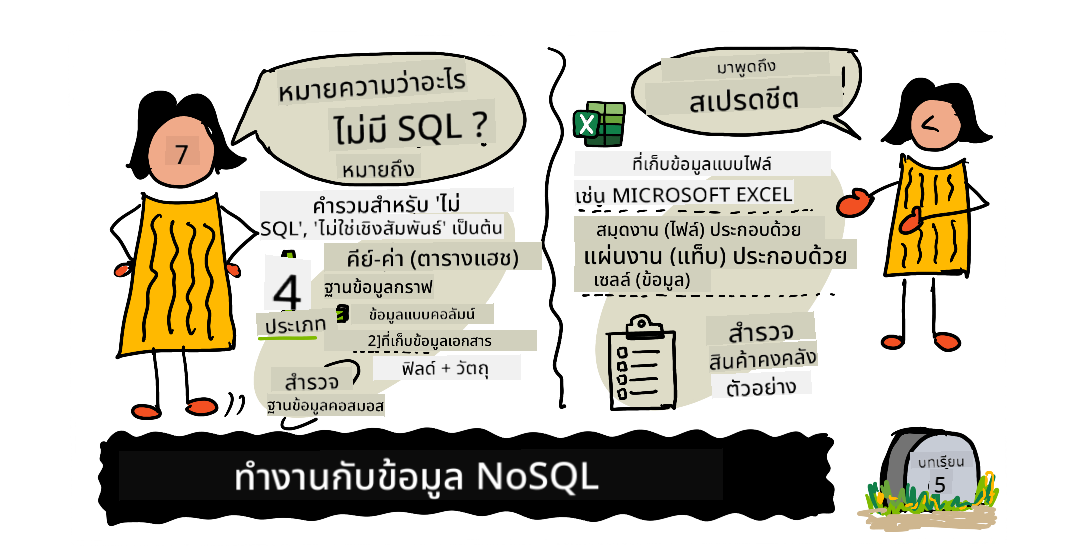 หมายความว่าอะไร
ไม่มี SQL ?
หมายถึง
7
คำรวมสำหรับ 'ไม่
SQL', 'ไม่ใช่เชิงสัมพันธ์' เป็นต้น
4
ประเภท
คีย์-ค่า (ตารางแฮช)
ฐานข้อมูลกราฟ
ข้อมูลแบบคอลัมน์
2]ที่เก็บข้อมูลเอกสาร
ฟิลด์ + วัตถุ
สำรวจ
ฐานข้อมูลคอสมอส
มาพูดถึง
สเปรดชีต
!
X
ที่เก็บข้อมูลแบบไฟล์
เช่น MICROSOFT EXCEL
สมุดงาน (ไฟล์) ประกอบด้วย
แผ่นงาน (แท็บ) ประกอบด้วย
เซลล์ (ข้อมูล)
สำรวจ
สินค้าคงคลัง
ตัวอย่าง
ทำงานกับข้อมูล NoSQL
บทเรียน
5